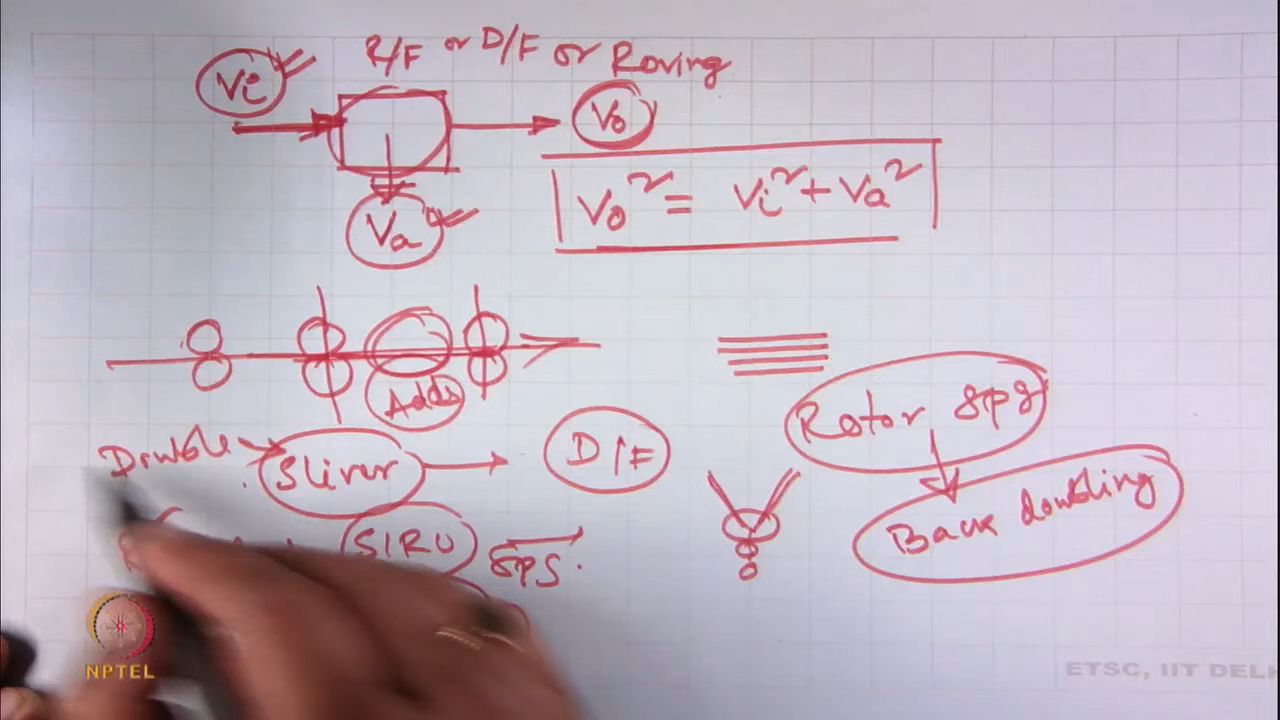 R/F or D/F or Roving
Vi
Vo
Va
Vo² = Vi² + Va²
Adds
Rotor spg
Double
Sliver
D/F
Back doubling
SIRO
spg.
NPTEL
ETSC, IIT DELH